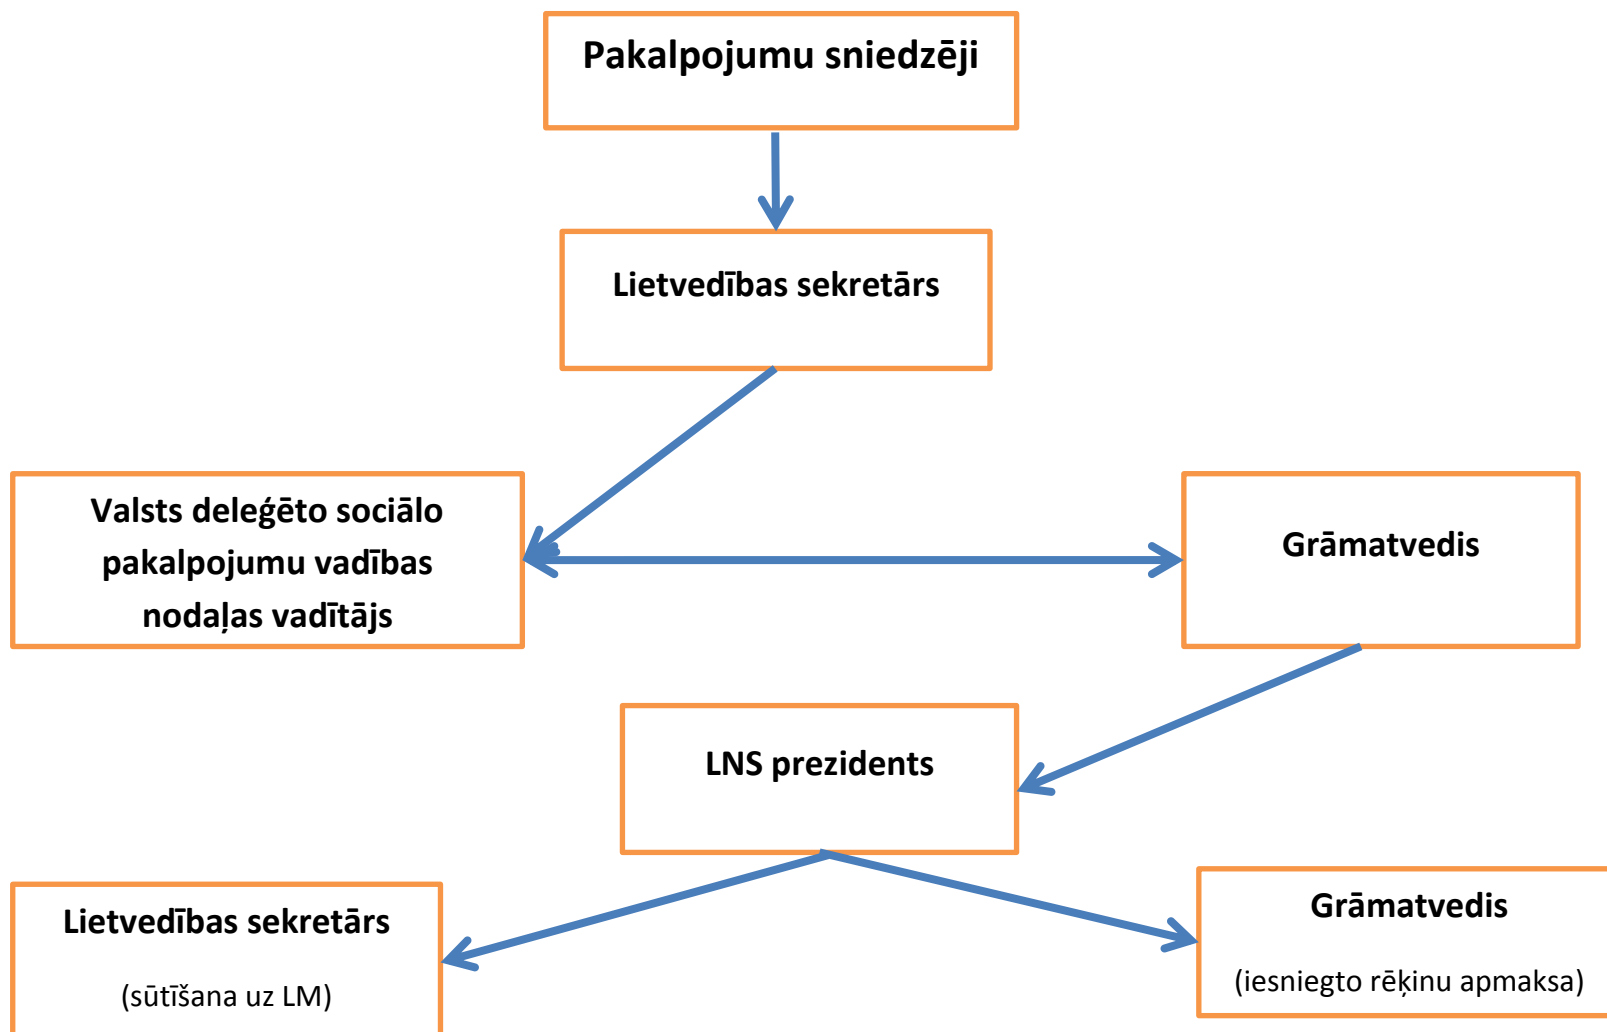 Pakalpojumu sniedzēji
Lietvedības sekretārs
Valsts deleģēto sociālo
pakalpojumu vadības
nodaļas vadītājs
Grāmatvedis
LNS prezidents
Lietvedības sekretārs
(sūtīšana uz LM)
Grāmatvedis
(iesniegto rēķinu apmaksa)